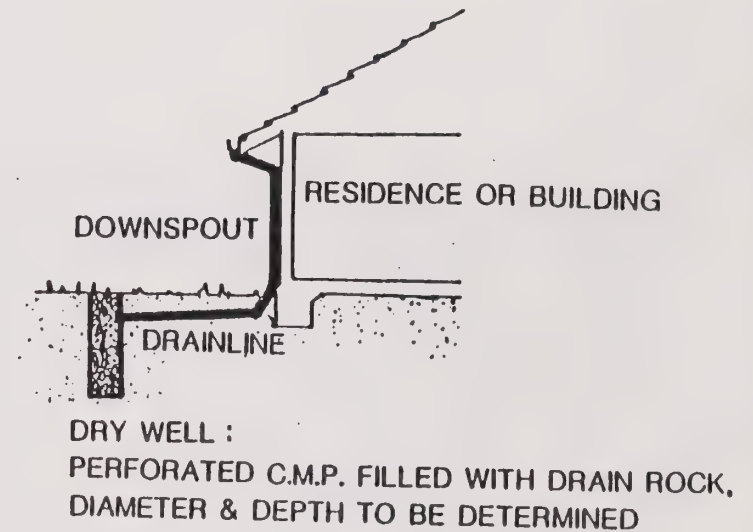 RESIDENCE OR BUILDING
DOWNSPOUT
DRAINLINE
DRY WELL :
PERFORATED C.M.P. FILLED WITH DRAIN ROCK.
DIAMETER & DEPTH TO BE DETERMINED